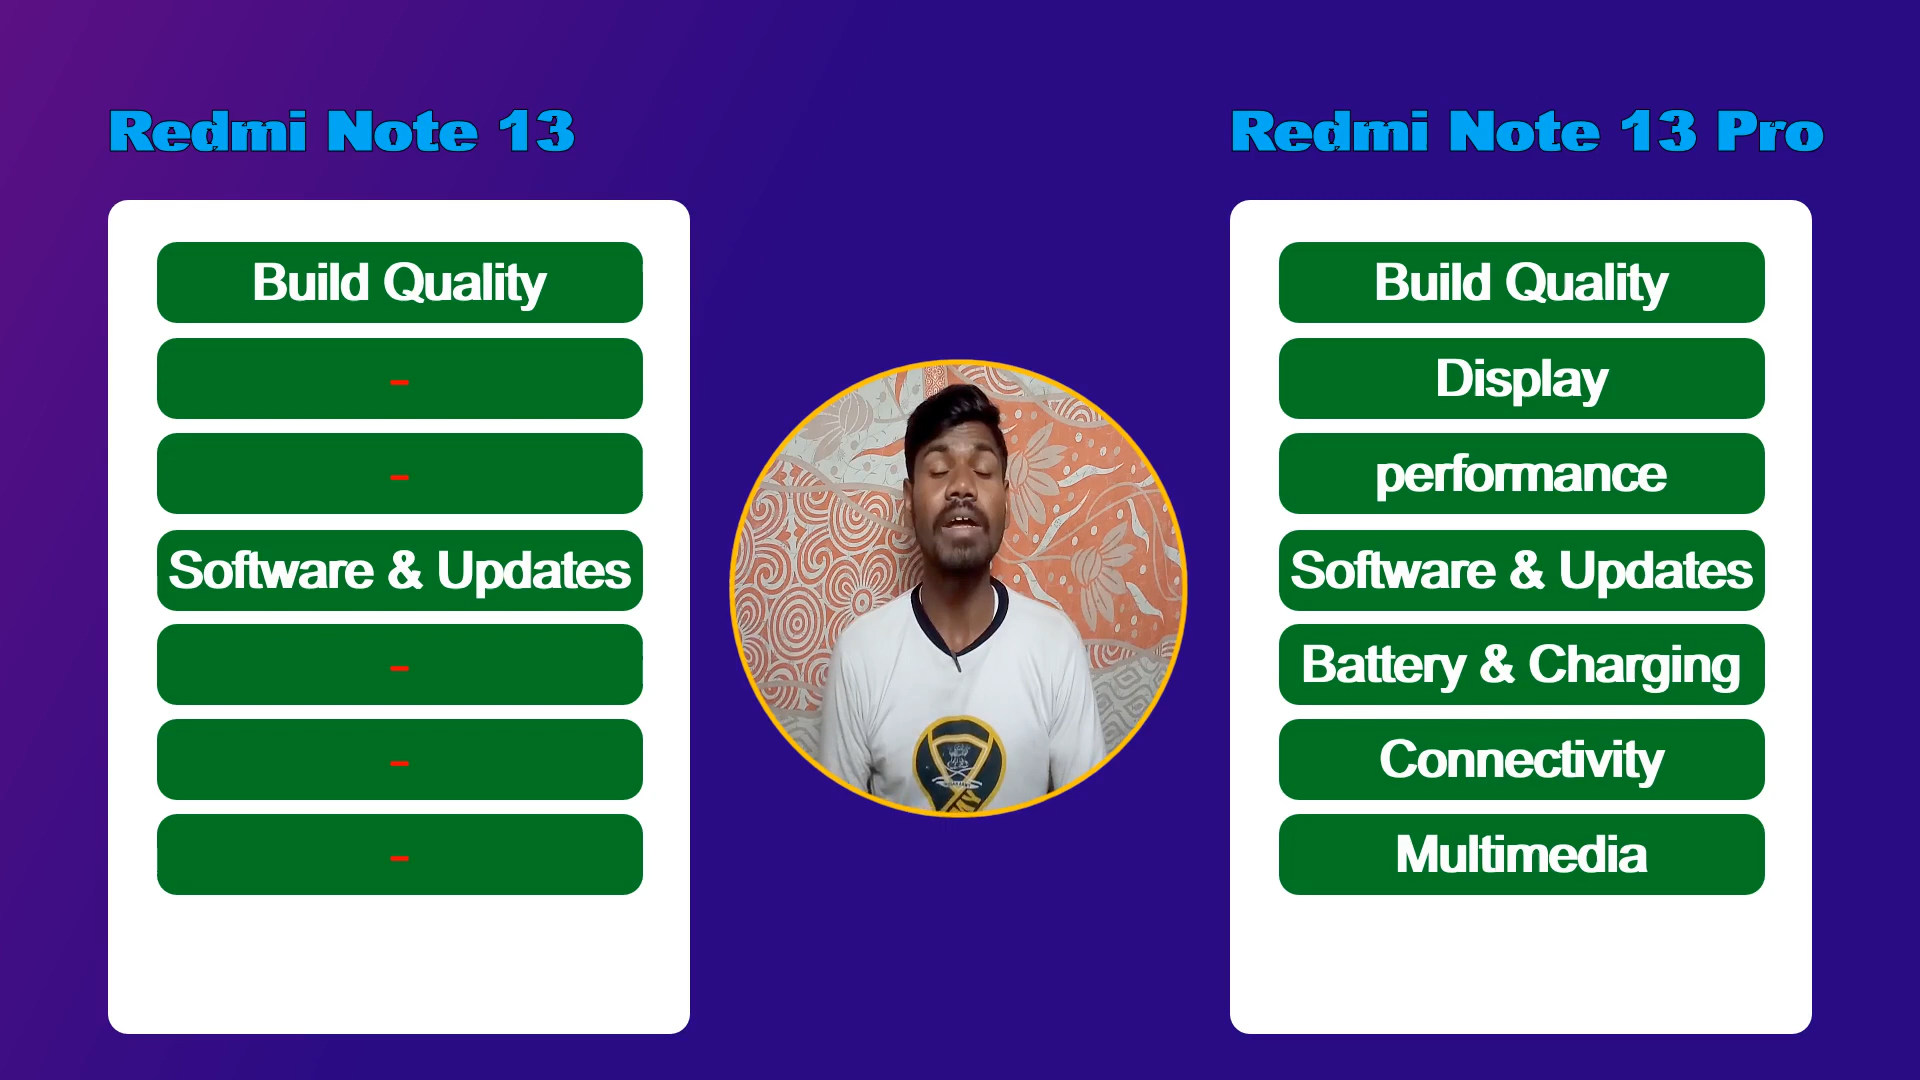 Redmi Note 13
Build Quality
-
-
Software & Updates
-
-
-
Redmi Note 13 Pro
Build Quality
Display
performance
Software & Updates
Battery & Charging
Connectivity
Multimedia